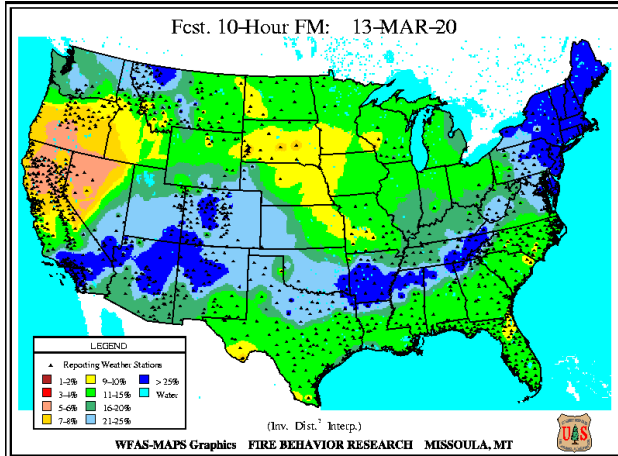 Fcst. 10-Hour FM: 13-MAR-20
LEGEND
Reporting Weather Stations
1-2% 9-10% > 25%
3-4% 11-15% Water
5-6% 16-20%
7-8% 21-25%
(Inv. Dist.² Interp.)
WFAS-MAPS Graphics FIRE BEHAVIOR RESEARCH MISSOULA, MT
U S